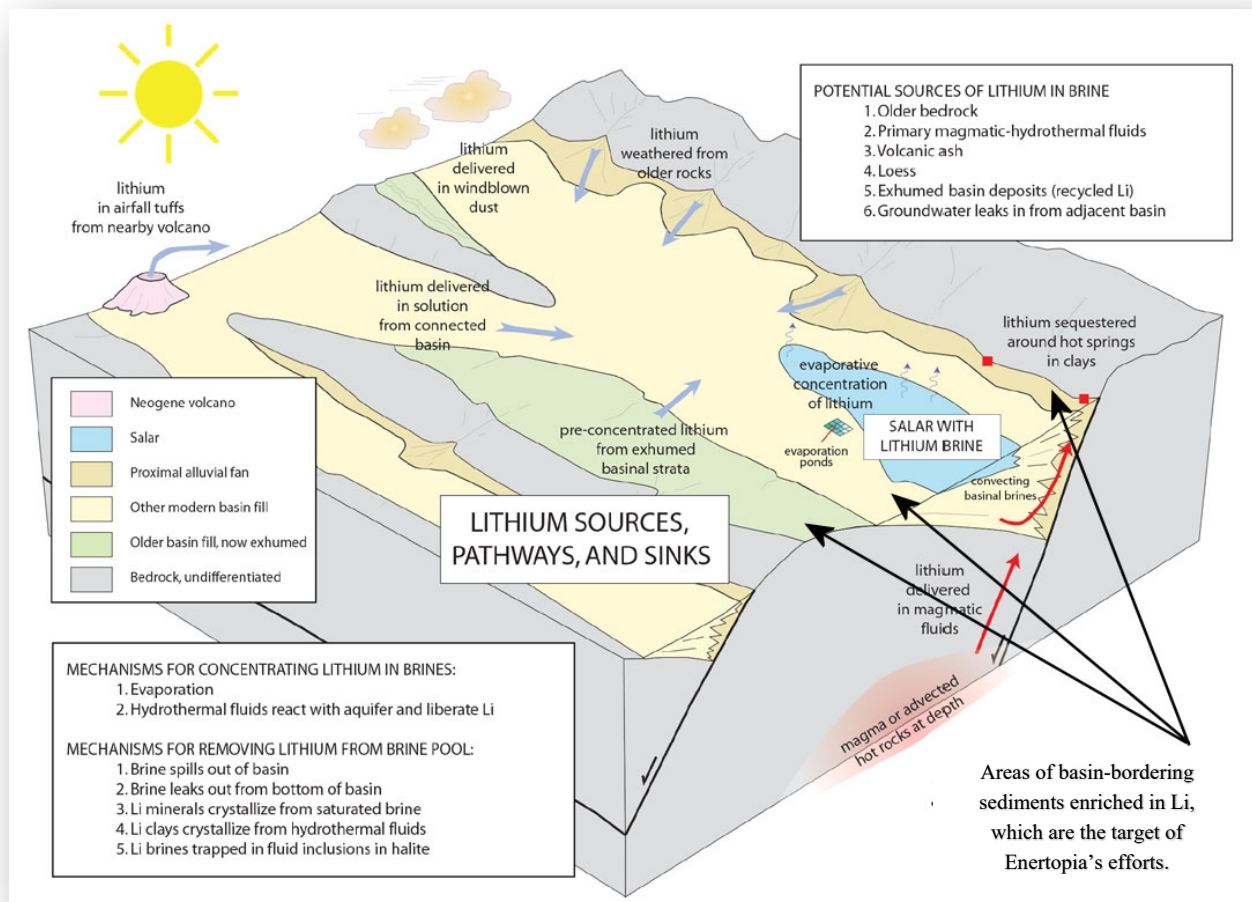 POTENTIAL SOURCES OF LITHIUM IN BRINE
1. Older bedrock
2. Primary magmatic-hydrothermal fluids
3. Volcanic ash
4. Loess
5. Exhumed basin deposits (recycled Li)
6. Groundwater leaks in from adjacent basin
lithium
weathered from
older rocks
lithium
delivered
in windblown
dust
lithium
in airfall tuffs
from nearby volcano
lithium delivered
in solution
from connected
basin
lithium sequestered
around hot springs
in clays
evaporative
concentration
of lithium
SALAR WITH
LITHIUM BRINE
evaporation
ponds
convecting
basinal brines
pre-concentrated lithium
from exhumed
basinal strata
Neogene volcano
Salar
Proximal alluvial fan
Other modern basin fill
Older basin fill, now exhumed
Bedrock, undifferentiated
LITHIUM SOURCES,
PATHWAYS, AND SINKS
lithium
delivered
in magmatic
fluids
magma or advected
hot rocks at depth
MECHANISMS FOR CONCENTRATING LITHIUM IN BRINES:
1. Evaporation
2. Hydrothermal fluids react with aquifer and liberate Li
MECHANISMS FOR REMOVING LITHIUM FROM BRINE POOL:
1. Brine spills out of basin
2. Brine leaks out from bottom of basin
3. Li minerals crystallize from saturated brine
4. Li clays crystallize from hydrothermal fluids
5. Li brines trapped in fluid inclusions in halite
Areas of basin-bordering
sediments enriched in Li,
which are the target of
Enertopia's efforts.